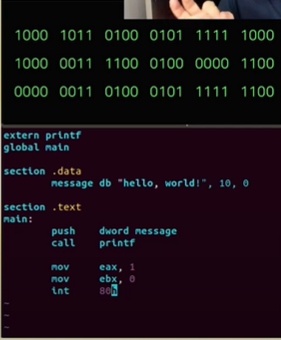 1000 1011 0100 0101 1111 1000
1000 0011 1100 0100 0000 1100
0000 0011 0100 0101 1111 1100
extern printf
global main
section .data
message db "hello, world!", 10, 0
section .text
main:
push dword message
call printf
mov eax, 1
mov ebx, 0
int 80h
~
~
~